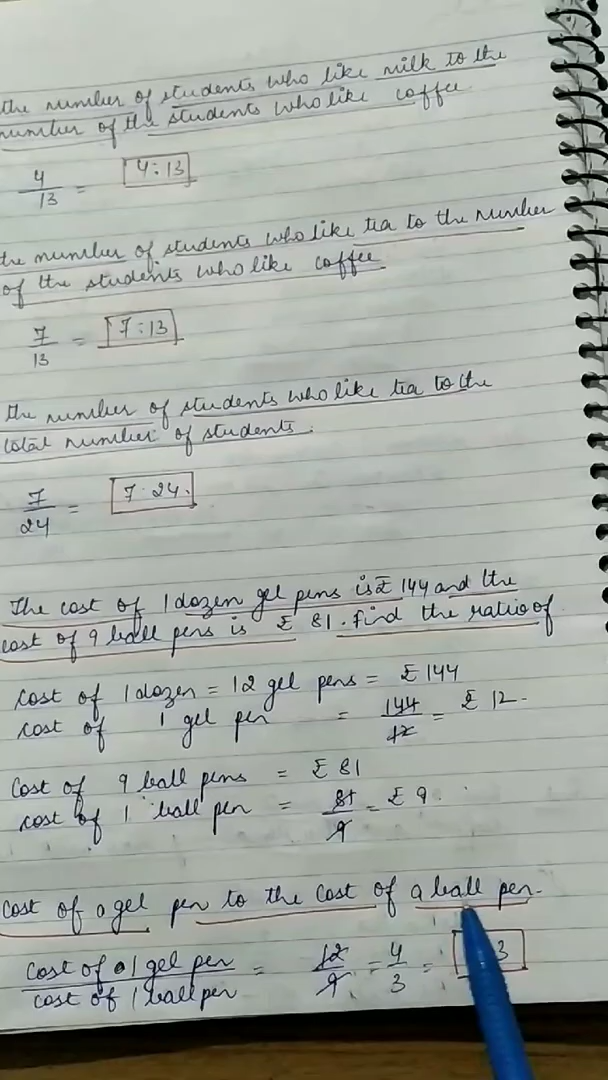 the number of students who like milk to the
number of the students who like coffee.
4/13 = 4:13
the number of students who like tea to the number
of the students who like coffee
7/13 = 7:13
the number of students who like tea to the
total number of students.
7/24 = 7:24.
The cost of 1 dozen gel pens is ₹ 144 and the
cost of 9 ball pens is ₹ 81. find the ratio of
cost of 1 dozen = 12 gel pens = ₹ 144
cost of 1 gel pen = 144/12 = ₹ 12.
Cost of 9 ball pens = ₹ 81
cost of 1 ball pen = 81/9 = ₹ 9.
Cost of a gel pen to the cost of a ball pen.
cost of 1 gel pen/cost of 1 ball pen = 12/9 = 4/3 = 3